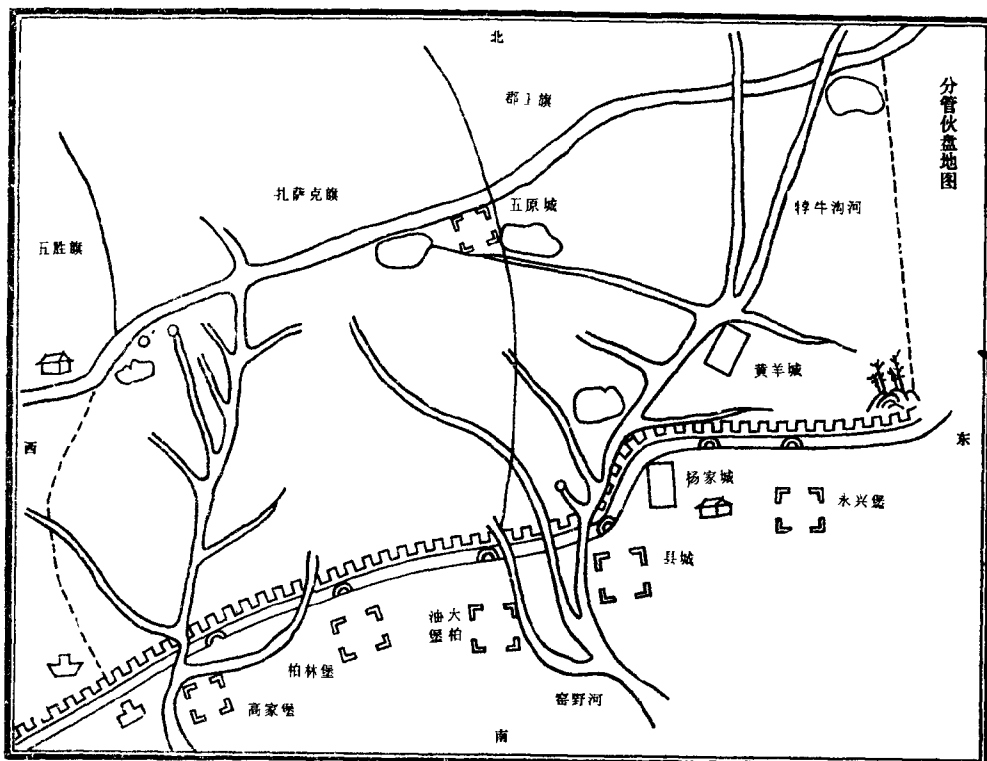 分管伙盘地图
北
郡王旗
扎萨克旗
五原城
牸牛沟河
五胜旗
黄羊城
西
东
杨家城
永兴堡
县城
大柏
油堡
柏林堡
高家堡
窑野河
南